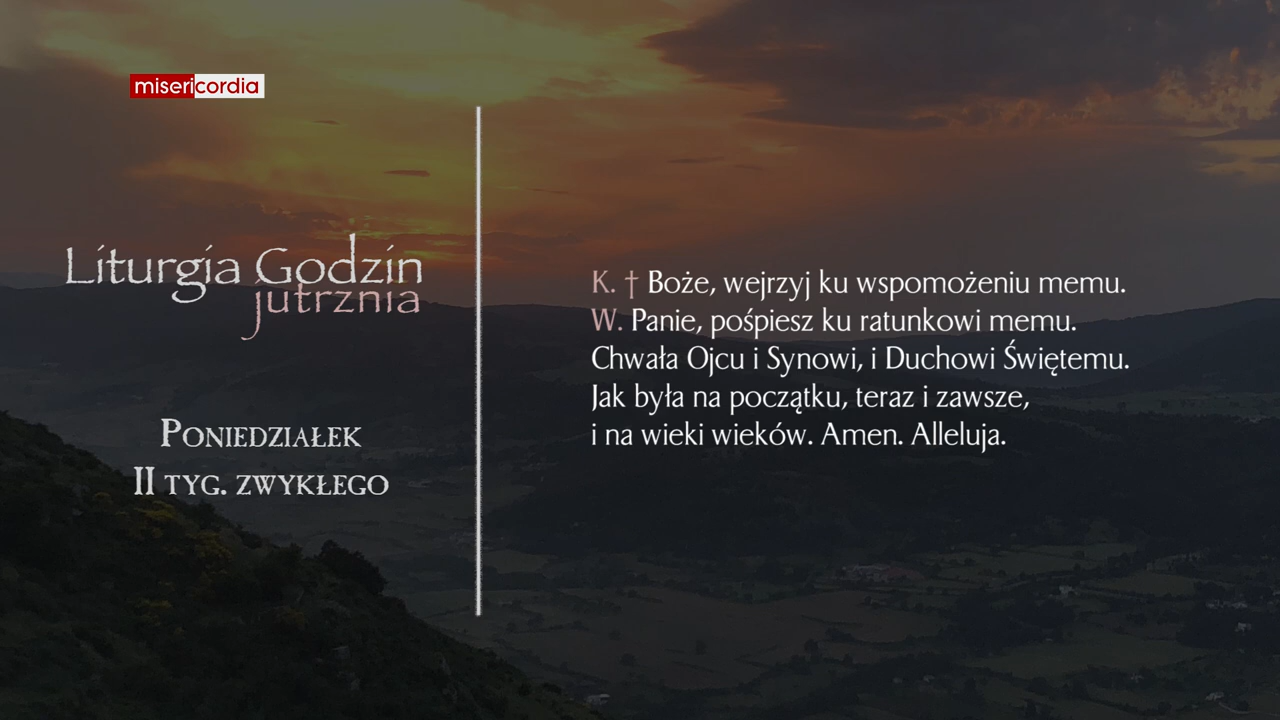 misericordia
Liturgia Godzin
jutrznia
Poniedziałek
II tyg. zwykłego
K. † Boże, wejrzyj ku wspomożeniu memu.
W. Panie, pośpiesz ku ratunkowi memu.
Chwała Ojcu i Synowi, i Duchowi Świętemu.
Jak była na początku, teraz i zawsze,
i na wieki wieków. Amen. Alleluja.